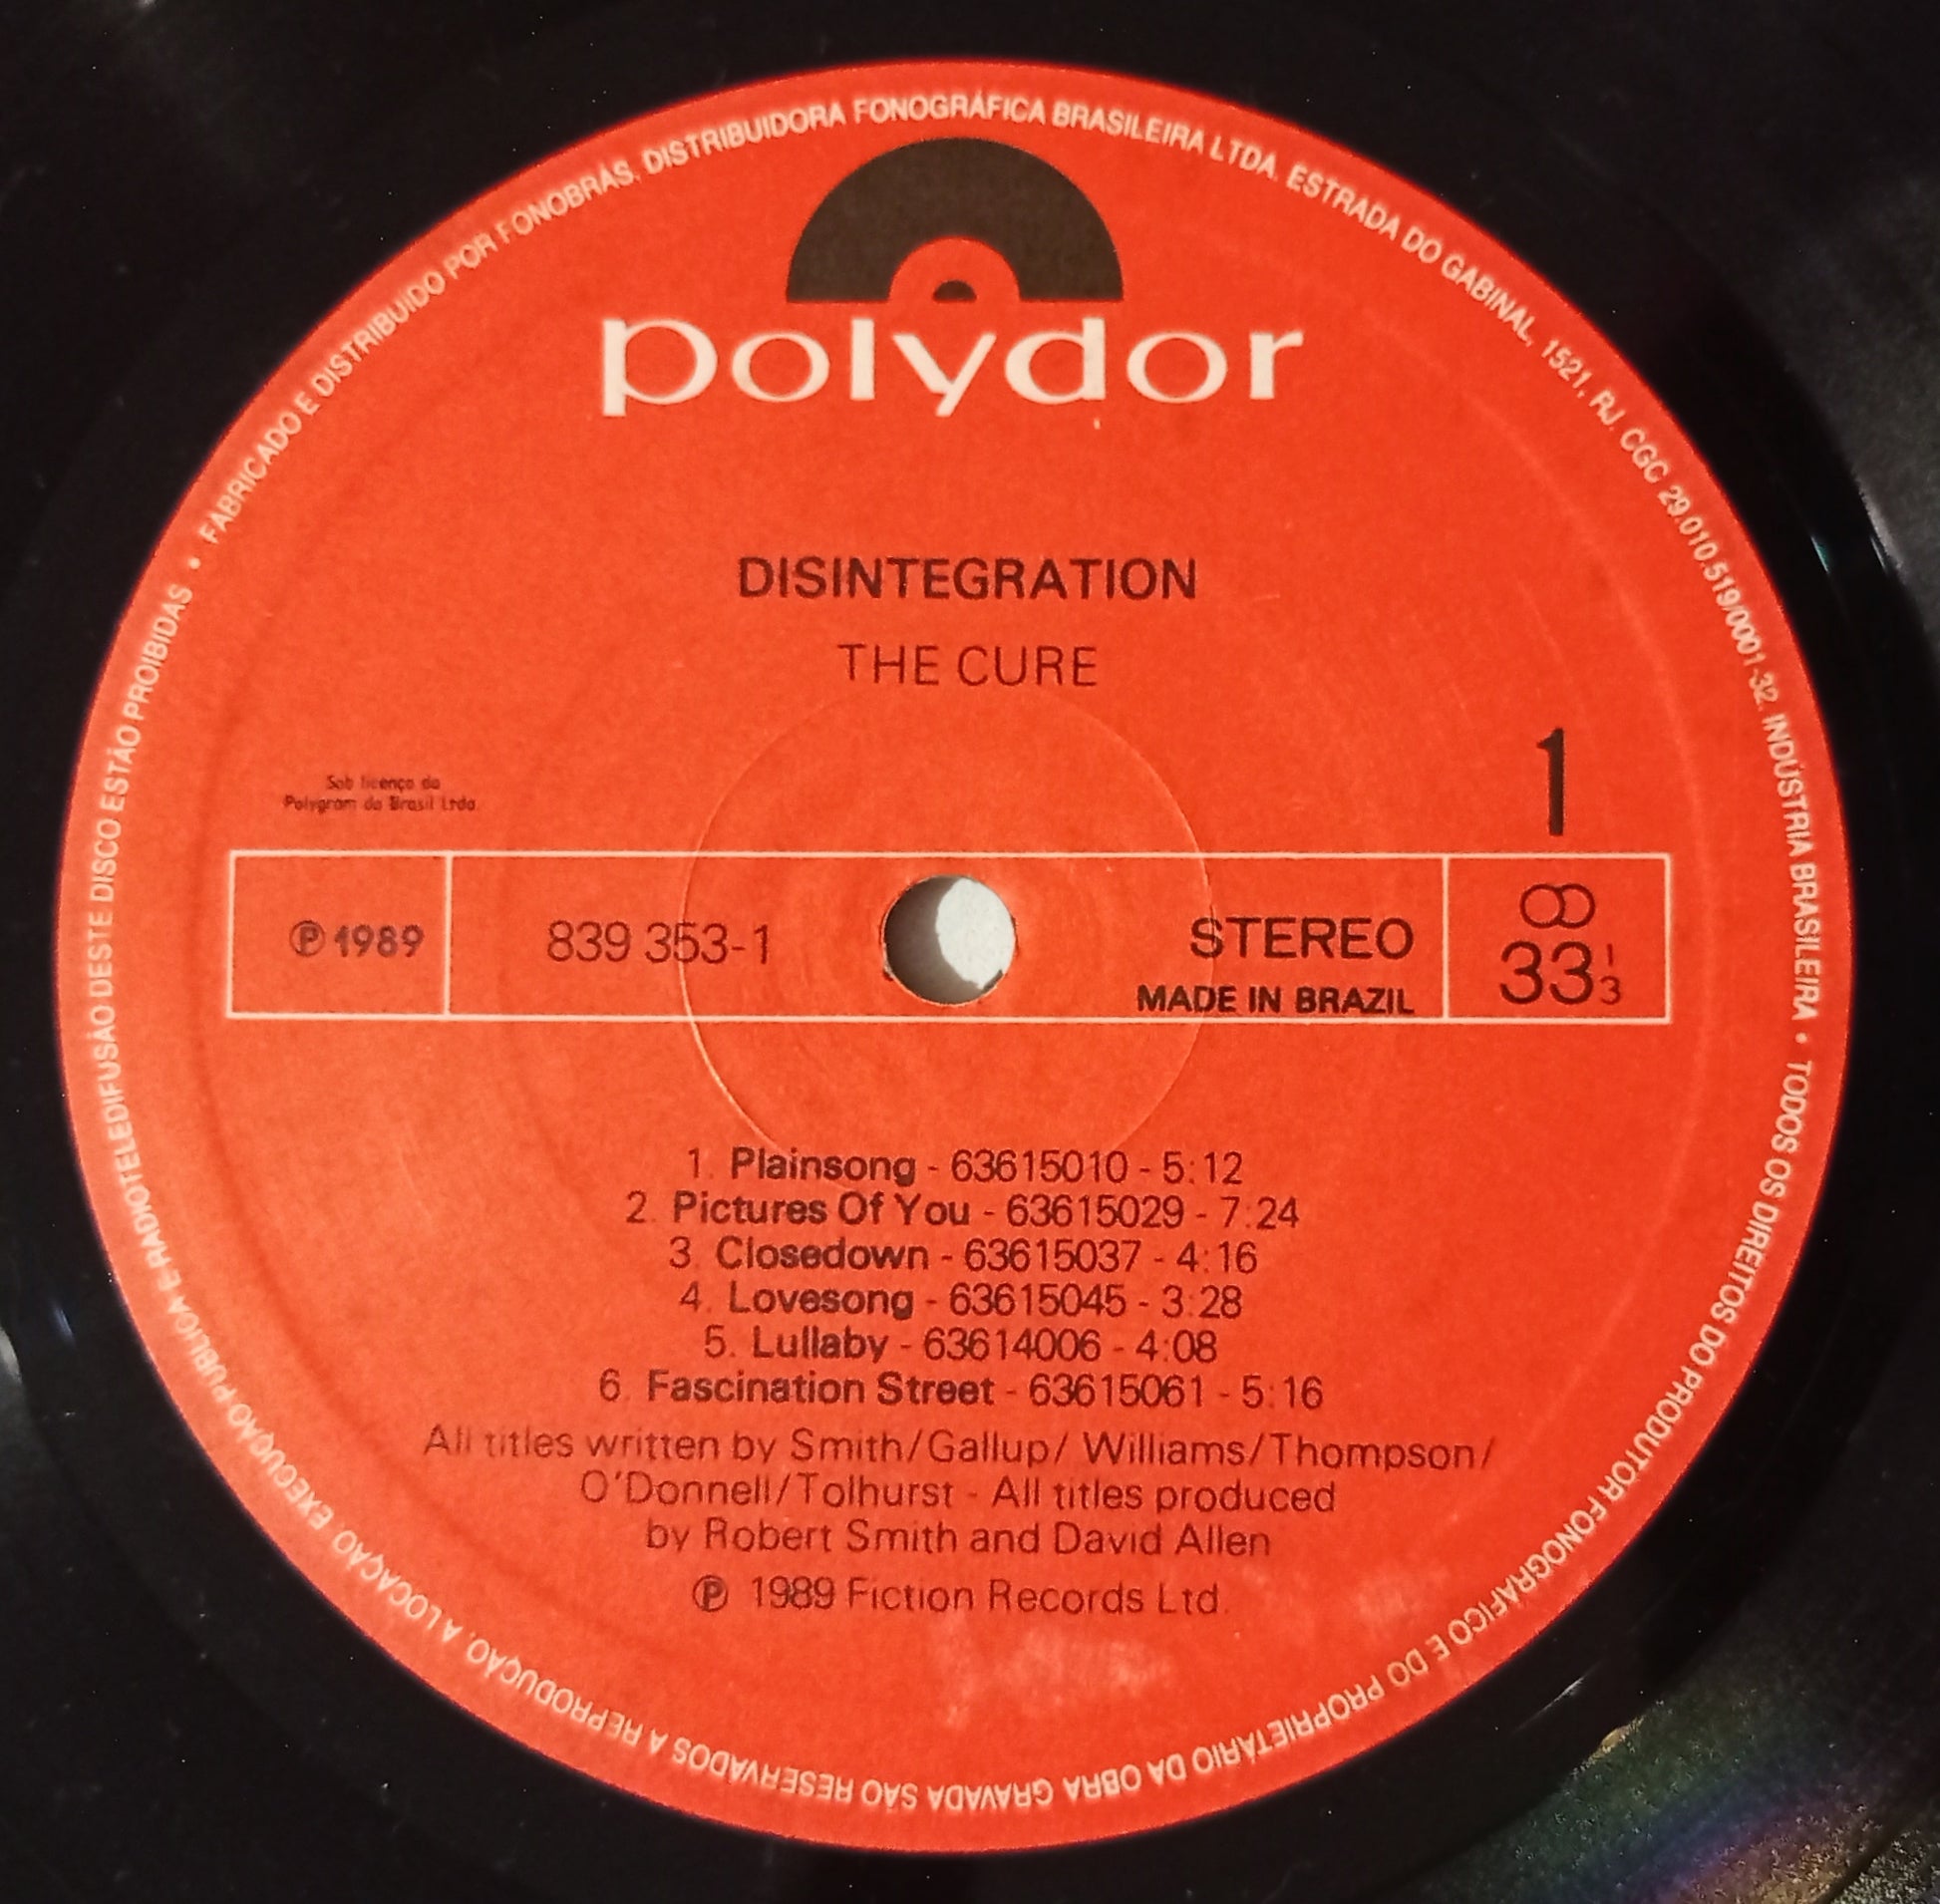 • FABRICADO E DISTRIBUIDO POR FONOBRÁS, DISTRIBUIDORA FONOGRÁFICA BRASILEIRA LTDA. ESTRADA DO GABINAL, 1521, RJ. CGC 29.010.519/0001-32. INDÚSTRIA BRASILEIRA • TODOS OS DIREITOS DO PRODUTOR FONOGRÁFICO E DO PROPRIETÁRIO DA OBRA GRAVADA SÃO RESERVADOS A REPRODUÇÃO, A LOCAÇÃO, EXECUÇÃO PUBLICA E RADIOTELEDIFUSÃO DESTE DISCO ESTÃO PROIBIDAS
polydor
DISINTEGRATION
THE CURE
1
Sob licença da
Polygram do Brasil Ltda.
℗ 1989
839 353-1
STEREO
MADE IN BRAZIL
33 1/3
1. Plainsong - 63615010 - 5:12
2. Pictures Of You - 63615029 - 7:24
3. Closedown - 63615037 - 4:16
4. Lovesong - 63615045 - 3:28
5. Lullaby - 63614006 - 4:08
6. Fascination Street - 63615061 - 5:16
All titles written by Smith/Gallup/ Williams/Thompson/
O'Donnell/Tolhurst - All titles produced
by Robert Smith and David Allen
℗ 1989 Fiction Records Ltd.